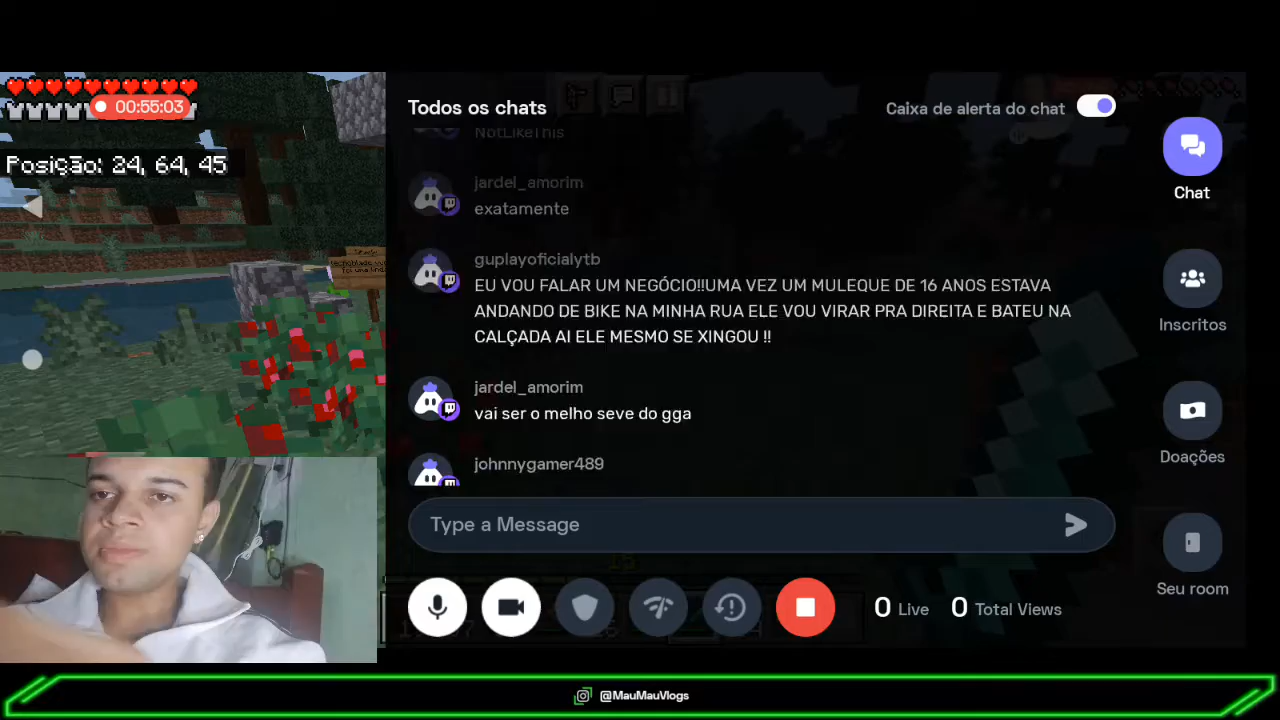 00:55:03
Posição: 24, 64, 45
Todos os chats
Caixa de alerta do chat
NotLikeThis
jardel_amorim
exatamente
guplayoficialytb
EU VOU FALAR UM NEGÓCIO!!UMA VEZ UM MULEQUE DE 16 ANOS ESTAVA
ANDANDO DE BIKE NA MINHA RUA ELE VOU VIRAR PRA DIREITA E BATEU NA
CALÇADA AI ELE MESMO SE XINGOU !!
jardel_amorim
vai ser o melho seve do gga
johnnygamer489
Type a Message
0 Live
0 Total Views
Chat
Inscritos
Doações
Seu room
@MauMauVlogs